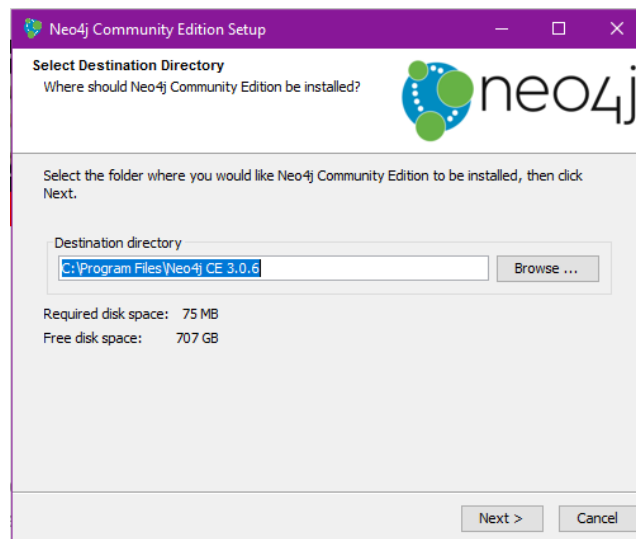 Neo4j Community Edition Setup
Select Destination Directory
Where should Neo4j Community Edition be installed?
neo4j
Select the folder where you would like Neo4j Community Edition to be installed, then click
Next.
Destination directory
C:\Program Files\Neo4j CE 3.0.6
Browse ...
Required disk space: 75 MB
Free disk space: 707 GB
Next >
Cancel